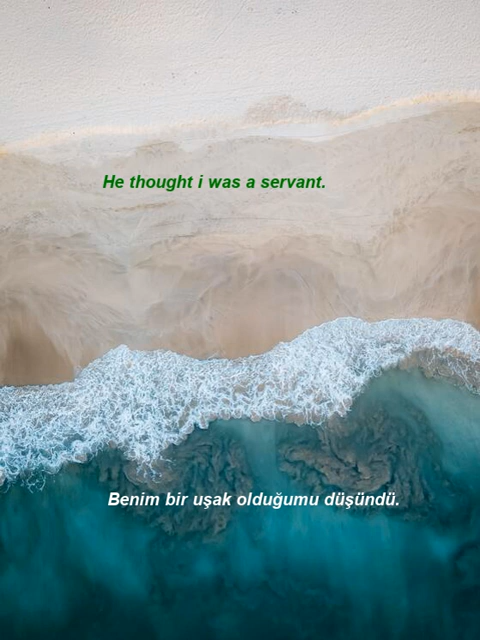 He thought i was a servant.
Benim bir uşak olduğumu düşündü.